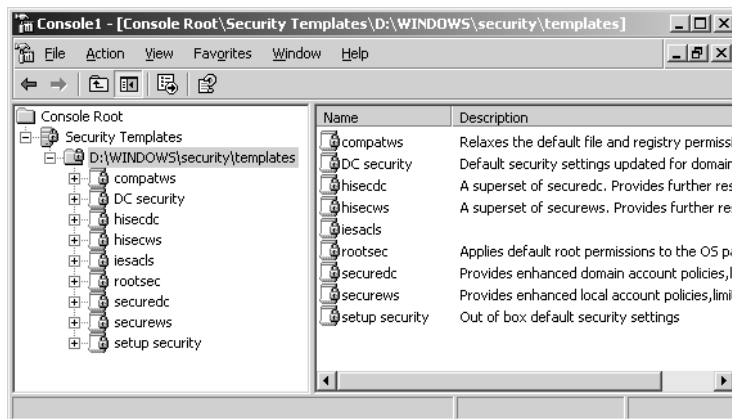 Console1 - [Console Root\Security Templates\D:\WINDOWS\security\templates]
File Action View Favorites Window Help
Console Root
Security Templates
D:\WINDOWS\security\templates
compatws
DC security
hisecdc
hisecws
iesacls
rootsec
securedc
securews
setup security
Name Description
compatws Relaxes the default file and registry permissi
DC security Default security settings updated for domain
hisecdc A superset of securedc. Provides further res
hisecws A superset of securews. Provides further re
iesacls
rootsec Applies default root permissions to the OS pa
securedc Provides enhanced domain account policies,l
securews Provides enhanced local account policies,limi
setup security Out of box default security settings